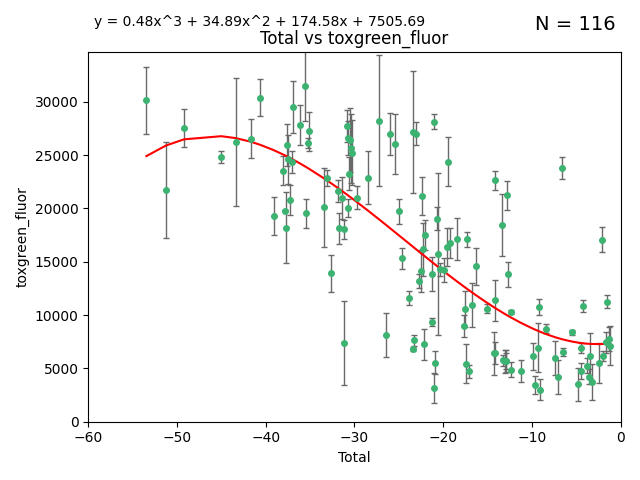 y = 0.48x^3 + 34.89x^2 + 174.58x + 7505.69
N = 116
Total vs toxgreen_fluor
toxgreen_fluor
30000
25000
20000
15000
10000
5000
0
−60 −50 −40 −30 −20 −10 0
Total